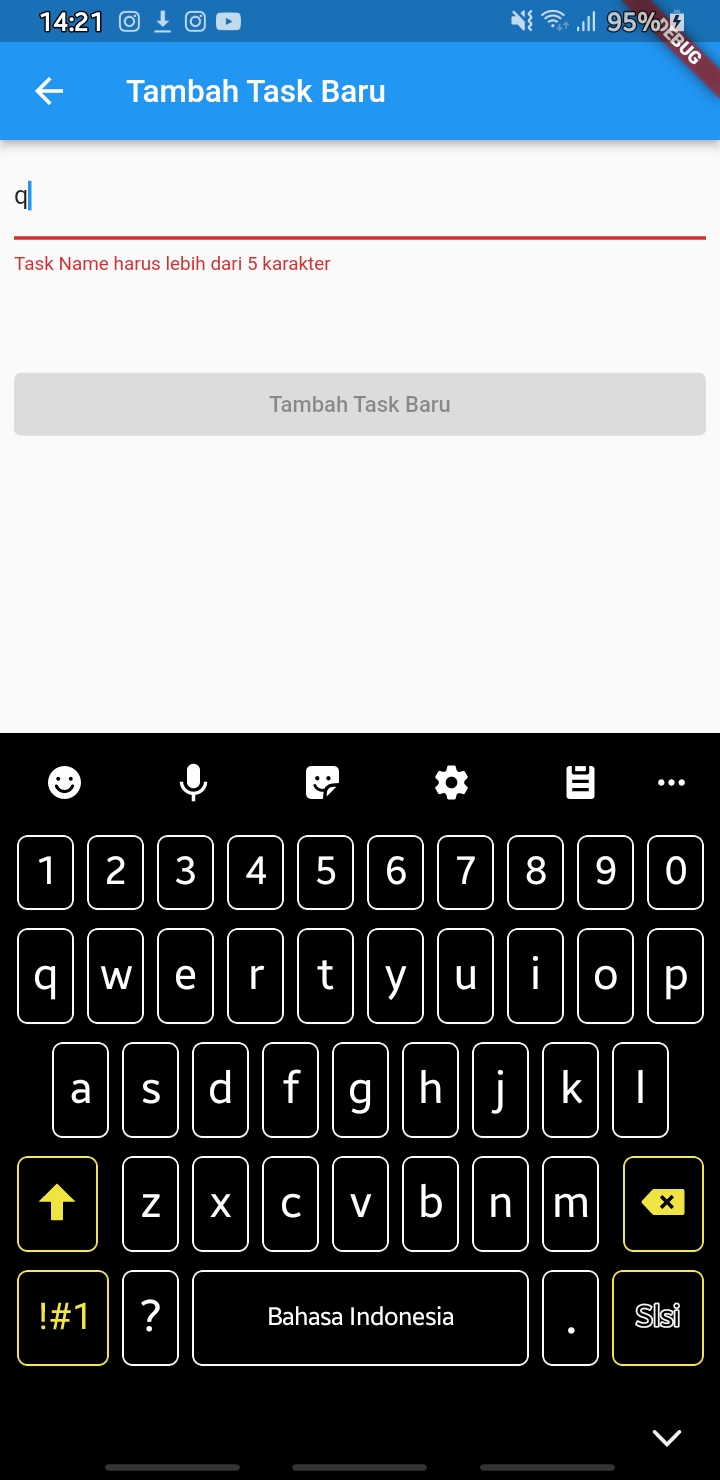 14:21 95%
DEBUG
Tambah Task Baru
q
Task Name harus lebih dari 5 karakter
Tambah Task Baru
1 2 3 4 5 6 7 8 9 0
q w e r t y u i o p
a s d f g h j k l
z x c v b n m
!#1 ? Bahasa Indonesia . Slsi